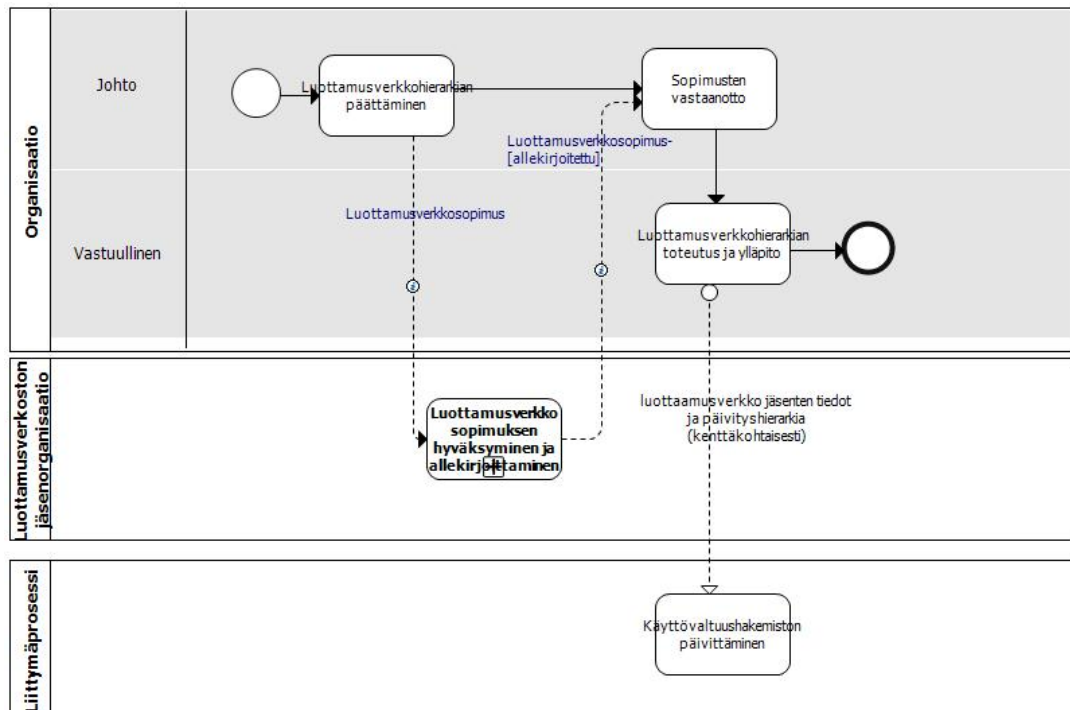 Organisaatio
Johto
Luottamusverkkohierarkian
päättäminen
Sopimusten
vastaanotto
Luottamusverkkosopimus-
[allekirjoitettu]
Luottamusverkkosopimus
Vastuullinen
Luottamusverkkohierarkian
toteutus ja ylläpito
Luottamusverkoston
jäsenorganisaatio
Luottamusverkko
sopimuksen
hyväksyminen ja
allekirjoittaminen
luottaamusverkko jäsenten tiedot
ja päivityshierarkia
(kenttäkohtaisesti)
Liittymäprosessi
Käyttövaltuushakemiston
päivittäminen